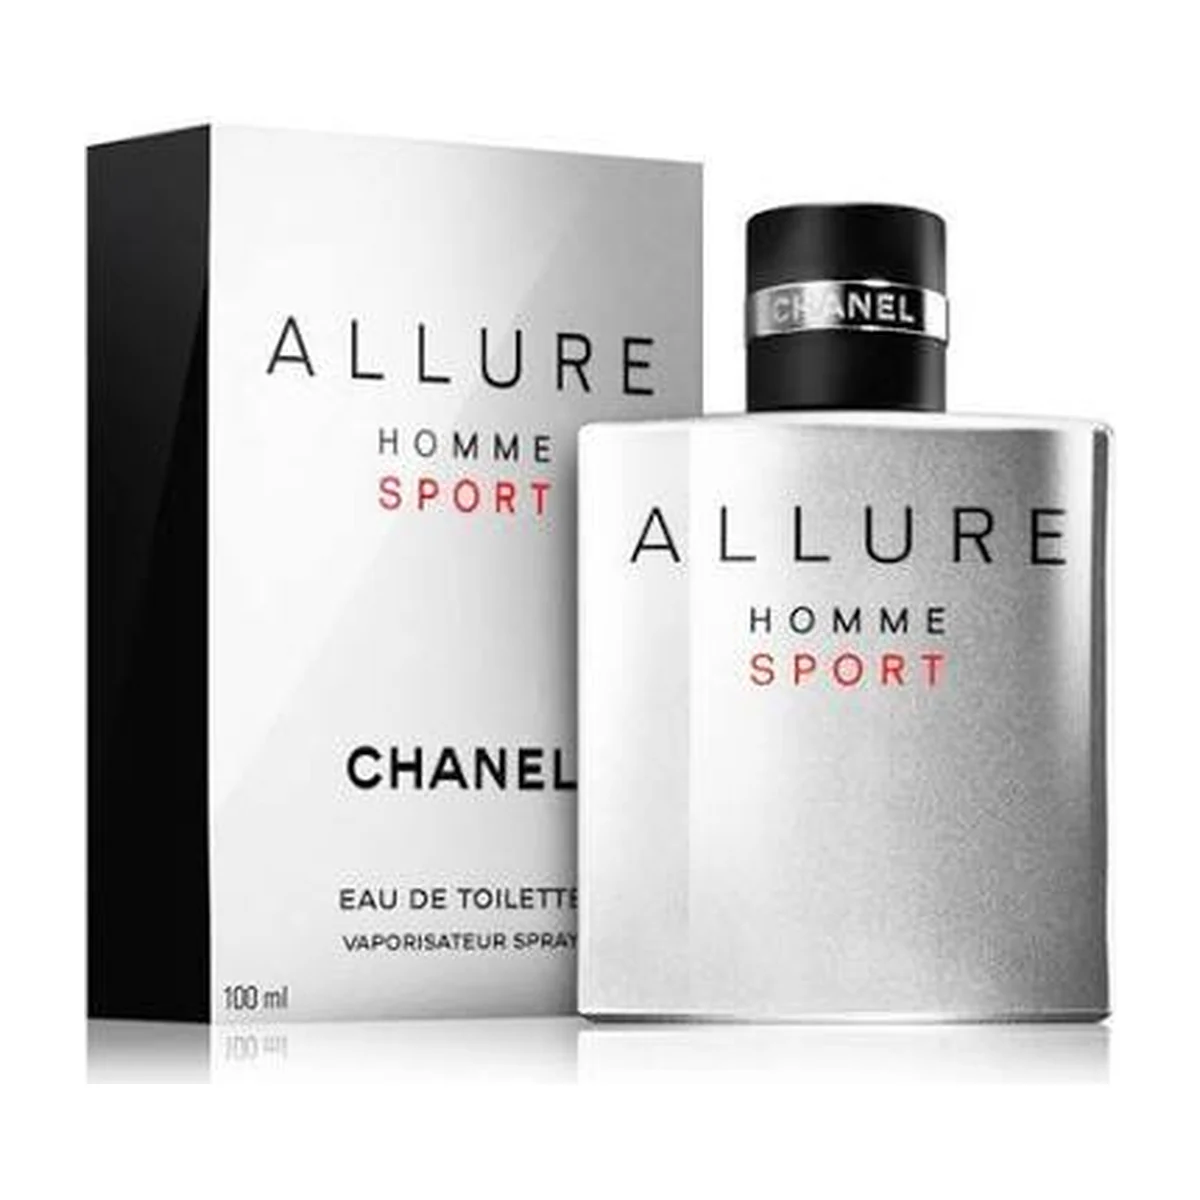 ALLURE
HOMME
SPORT
CHANEL
EAU DE TOILETTE
VAPORISATEUR SPRAY
100 ml
CHANEL
ALLURE
HOMME
SPORT